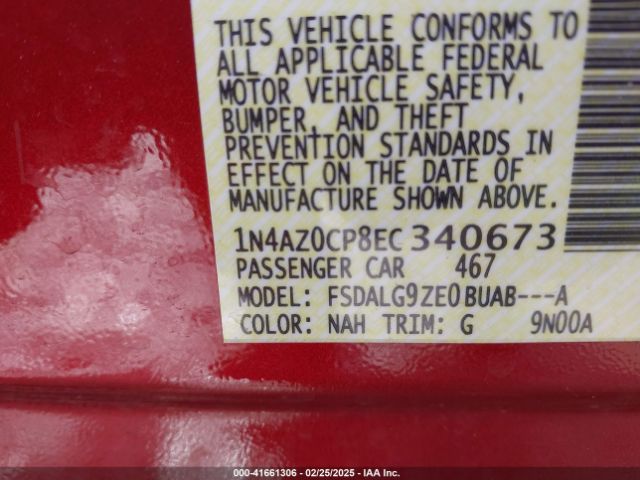 THIS VEHICLE CONFORMS TO
ALL APPLICABLE FEDERAL
MOTOR VEHICLE SAFETY,
BUMPER, AND THEFT
PREVENTION STANDARDS IN
EFFECT ON THE DATE OF
MANUFACTURE SHOWN ABOVE.
1N4AZ0CP8EC340673
PASSENGER CAR 467
MODEL: FSDALG9ZE0BUAB---A
COLOR: NAH TRIM: G 9N00A
000-41661306 / 02/25/2025 - IAA Inc.